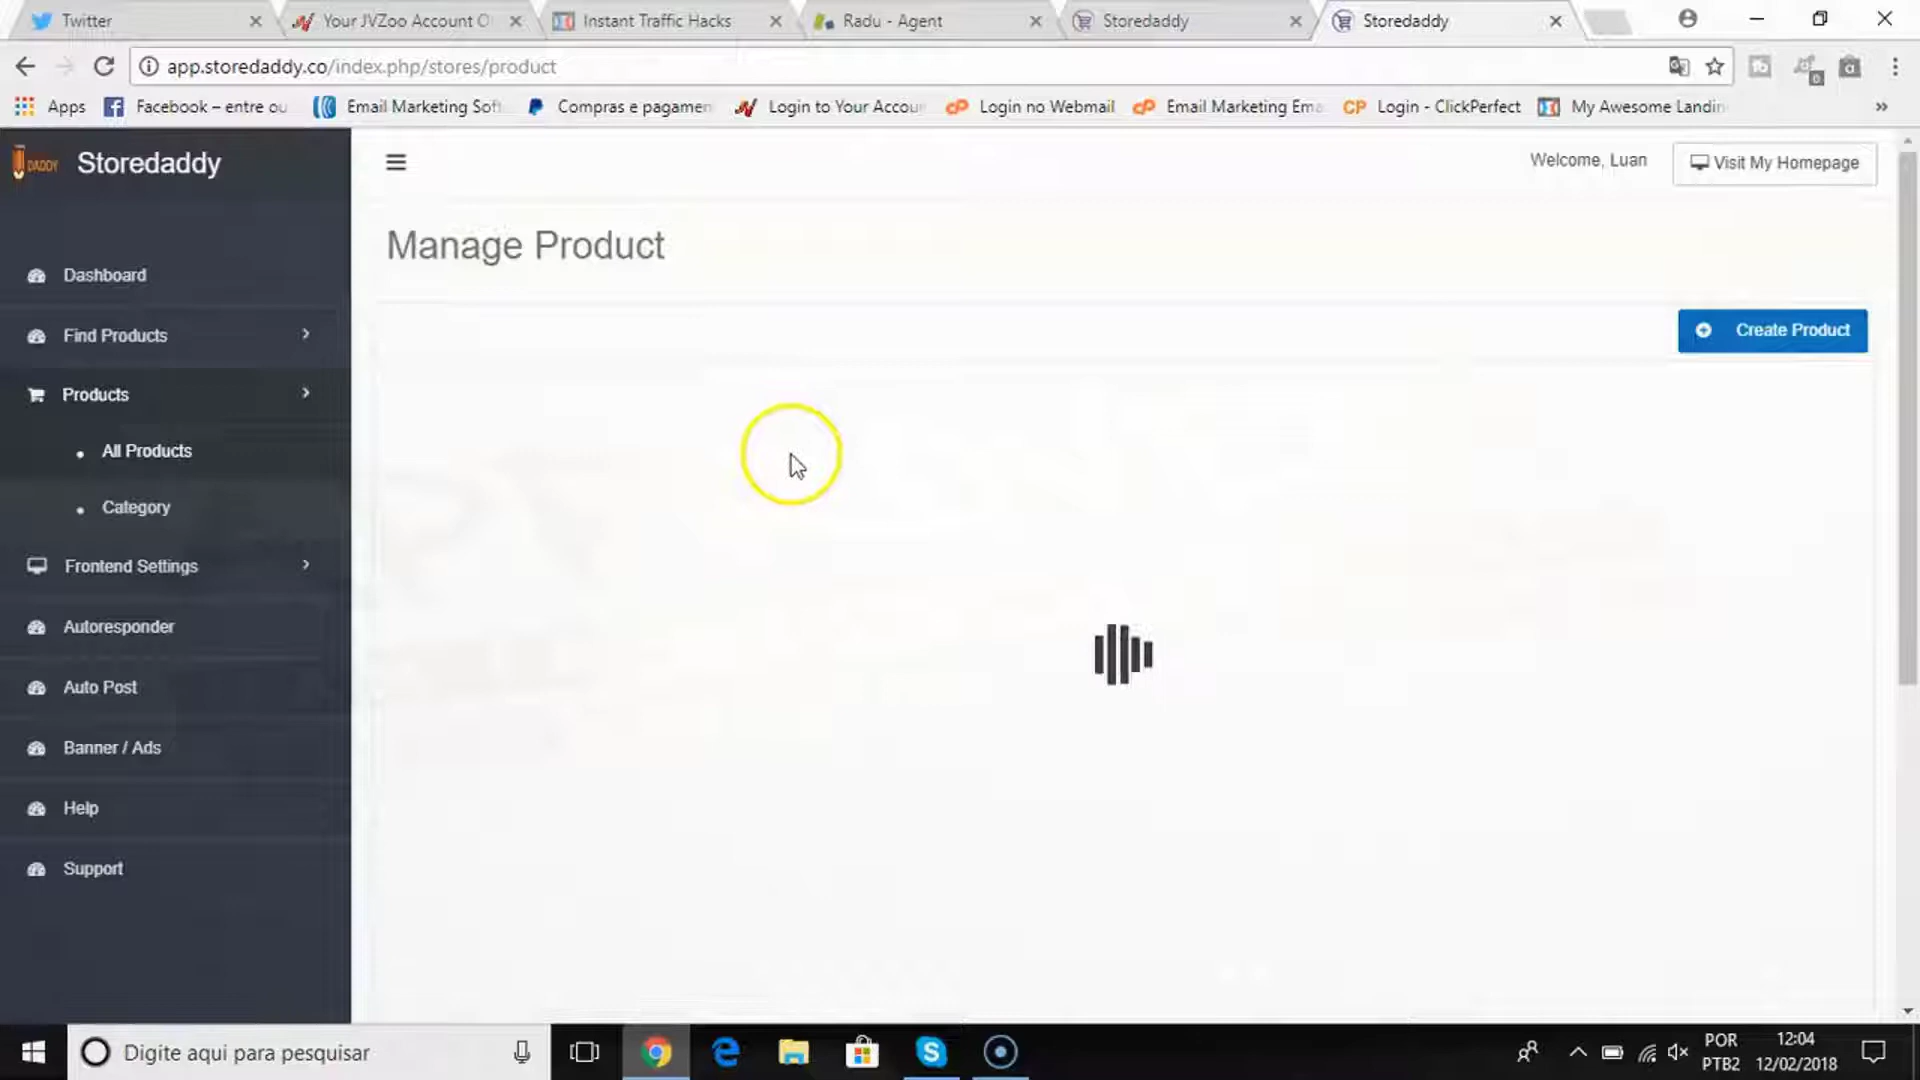 Twitter
Your JVZoo Account O
Instant Traffic Hacks
Radu - Agent
Storedaddy
Storedaddy
app.storedaddy.co/index.php/stores/product
Apps
Facebook – entre ou
Email Marketing Soft
Compras e pagamen
Login to Your Accou
Login no Webmail
Email Marketing Ema
CP Login - ClickPerfect
My Awesome Landin
DADDY
Storedaddy
Welcome, Luan
Visit My Homepage
Manage Product
Create Product
Dashboard
Find Products
Products
All Products
Category
Frontend Settings
Autoresponder
Auto Post
Banner / Ads
Help
Support
Digite aqui para pesquisar
POR
PTB2
12:04
12/02/2018